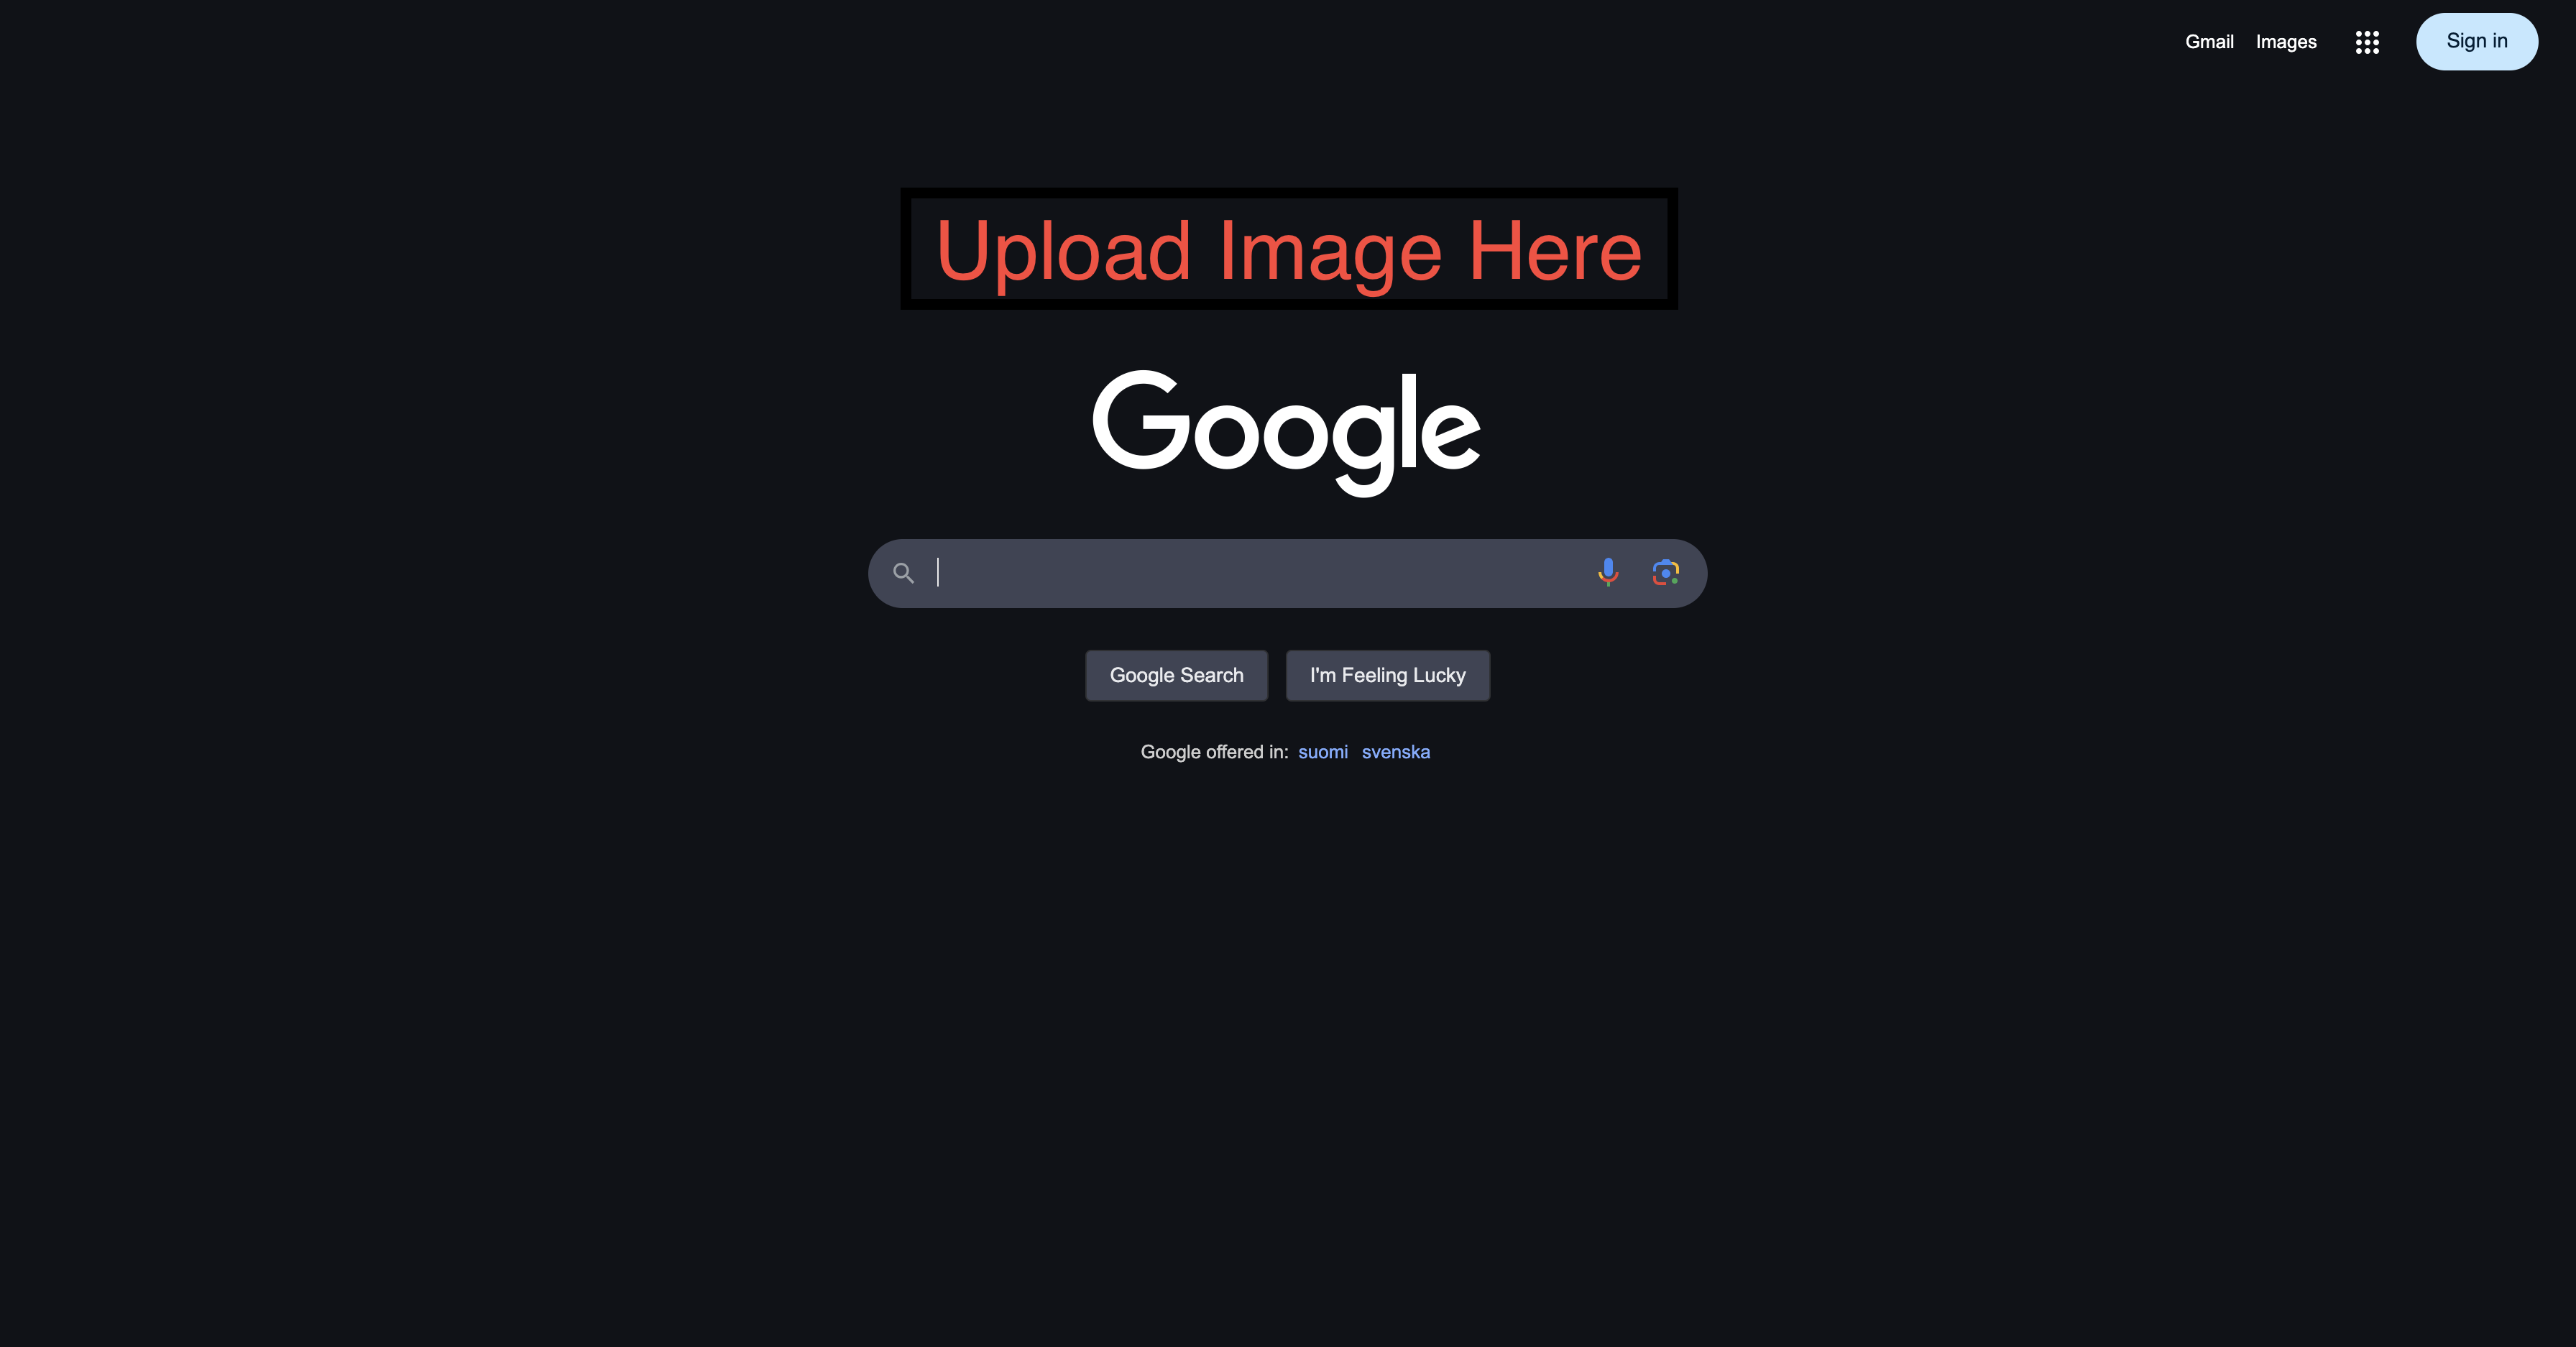 Gmail Images Sign in
Upload Image Here
Google
Google Search I'm Feeling Lucky
Google offered in: suomi svenska